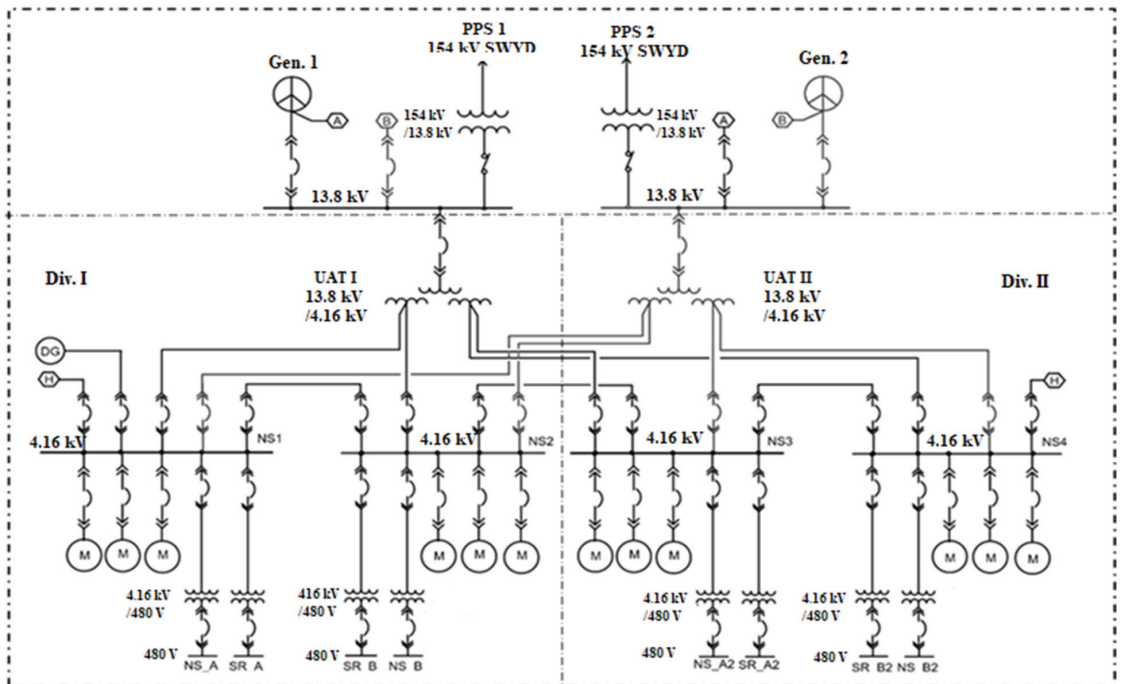 PPS 1
154 kV SWYD
PPS 2
154 kV SWYD
Gen. 1
Gen. 2
A
B
154 kV
/13.8 kV
154 kV
/13.8 kV
A
B
13.8 kV
13.8 kV
Div. I
UAT I
13.8 kV
/4.16 kV
UAT II
13.8 kV
/4.16 kV
Div. II
DG
H
H
4.16 kV
NS1
4.16 kV
NS2
4.16 kV
NS3
4.16 kV
NS4
M
M
M
M
M
M
M
M
M
M
M
M
4.16 kV
/480 V
416 kV
/480 V
4.16 kV
/480 V
4.16 kV
/480 V
480 V
NS_A
SR_A
480 V
SR_B
NS_B
480 V
NS_A2
SR_A2
480 V
SR_B2
NS_B2